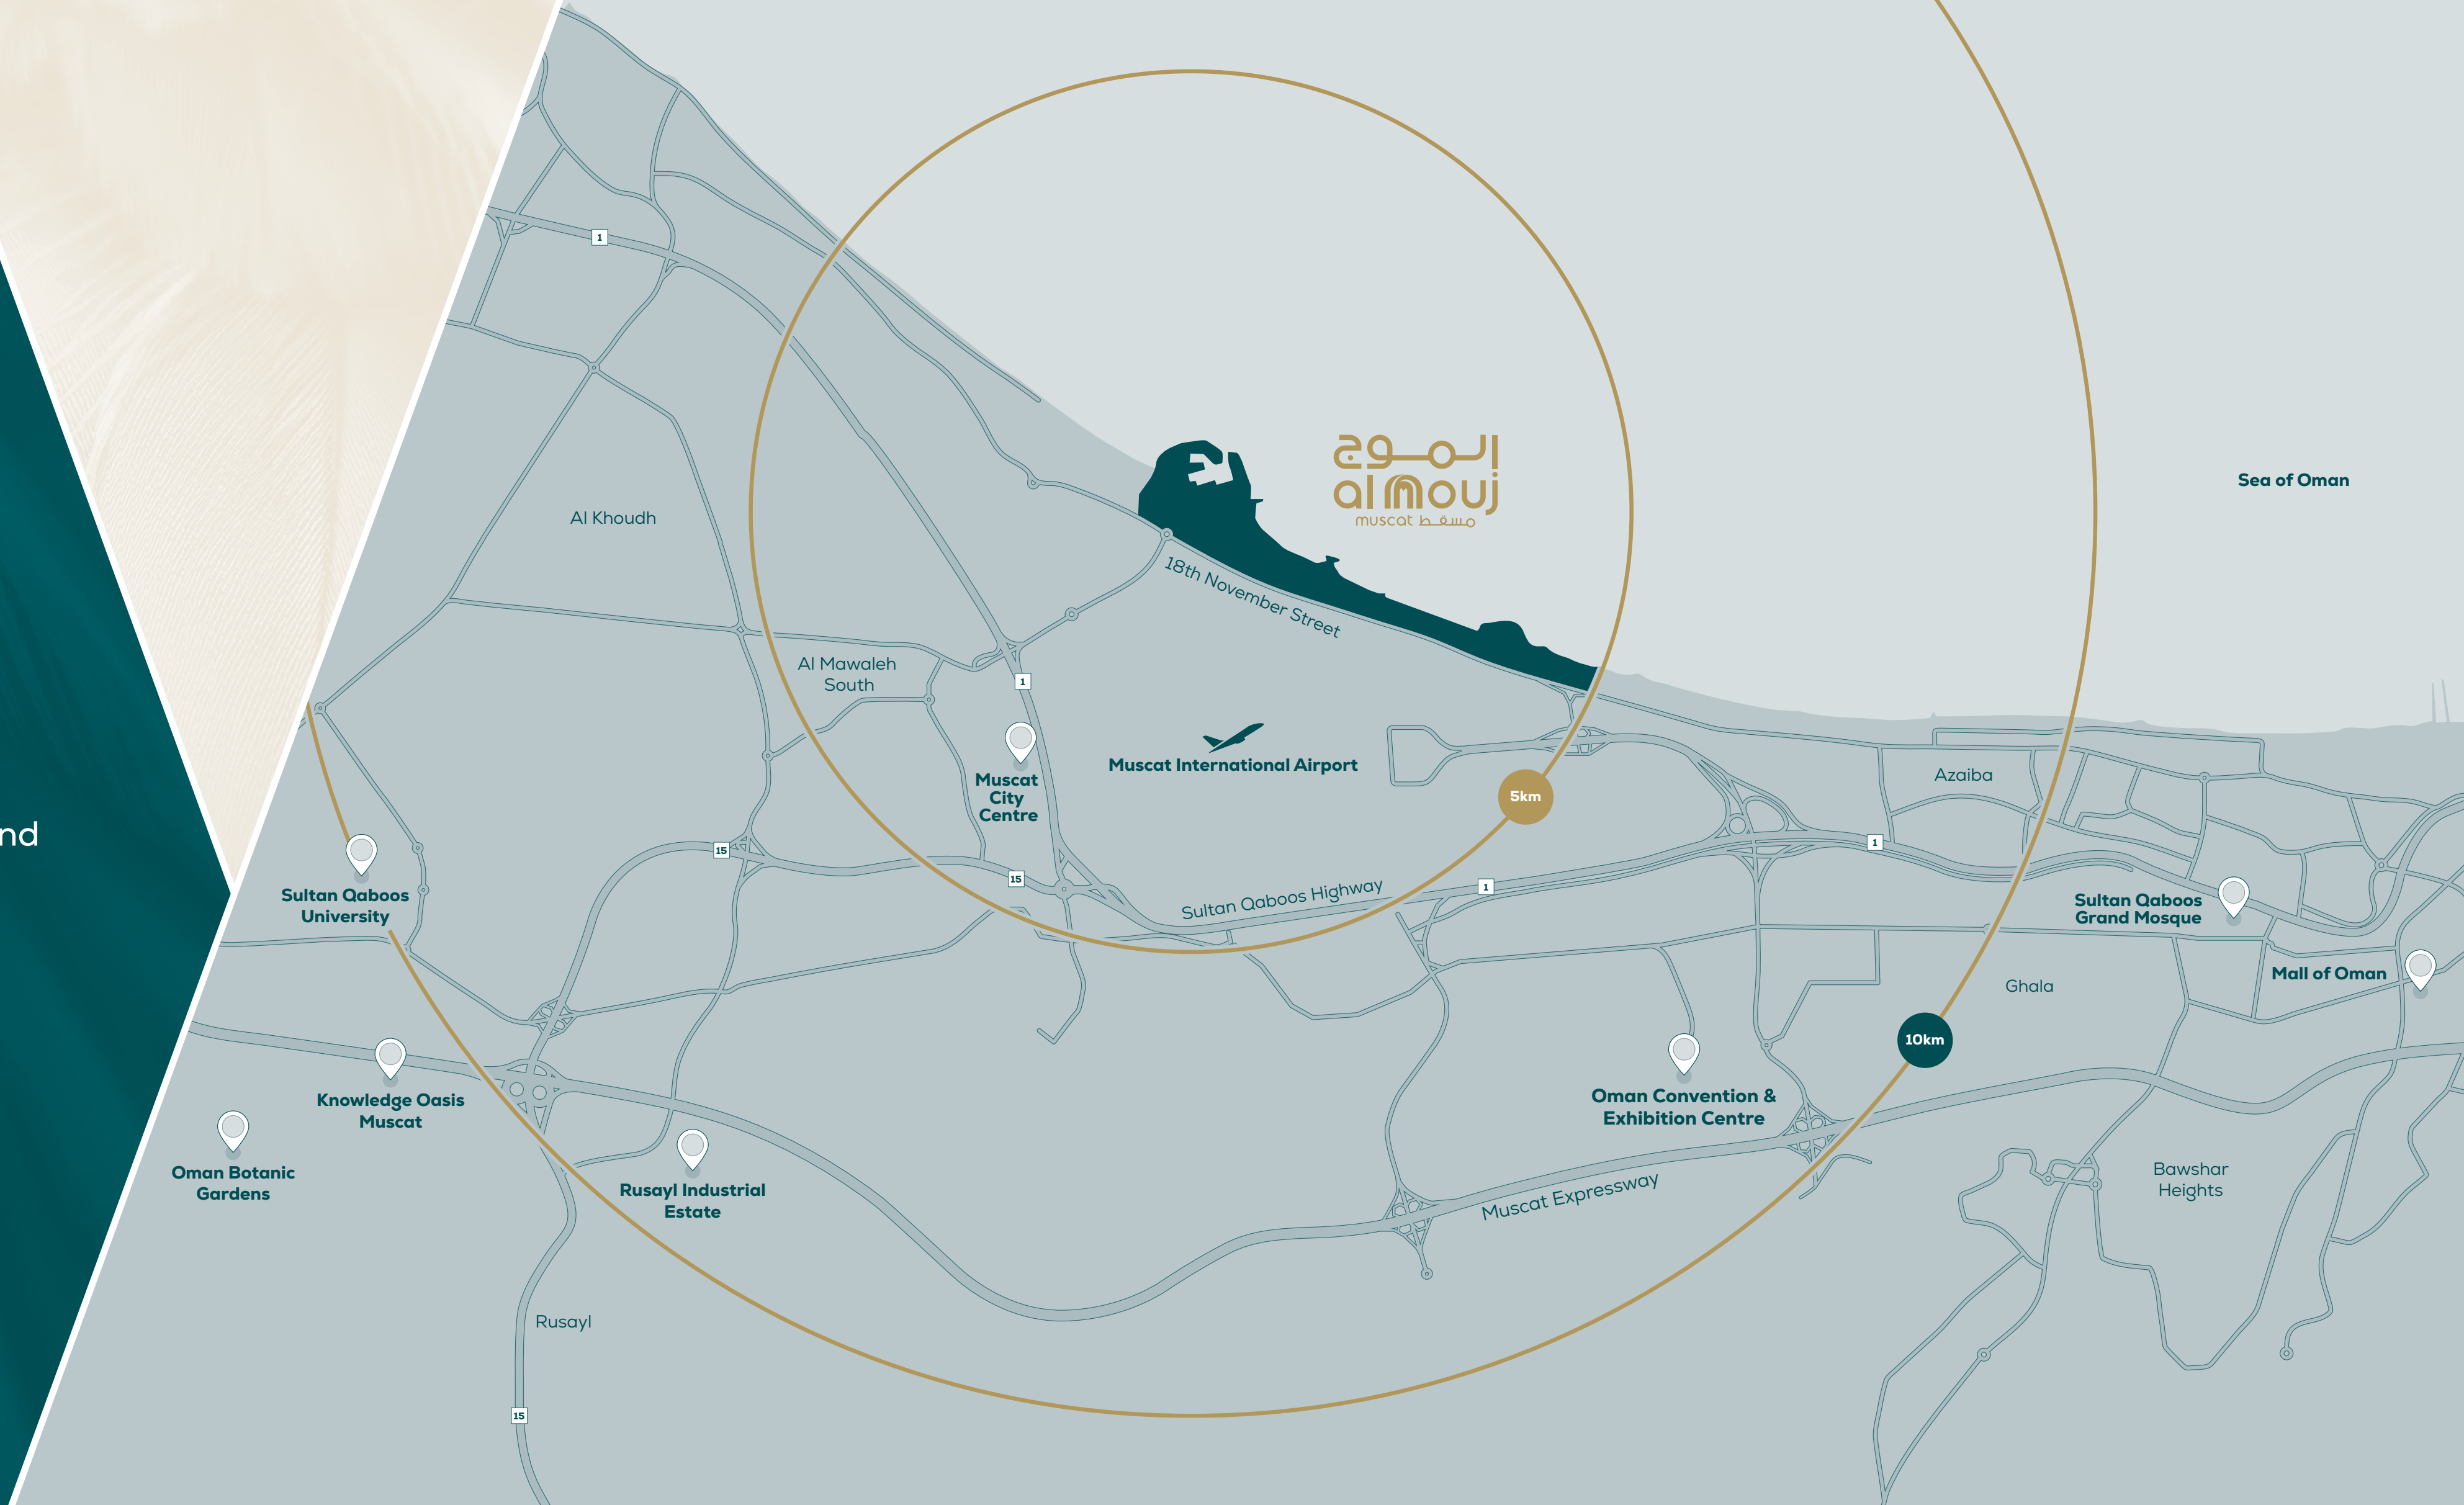 1
الموج
al mouj
muscat مسقط
Sea of Oman
Al Khoudh
18th November Street
Al Mawaleh
South
1
Muscat International Airport
Muscat
City
Centre
5km
Azaiba
nd
15
15
1
1
Sultan Qaboos Highway
Sultan Qaboos
University
Sultan Qaboos
Grand Mosque
Mall of Oman
Ghala
10km
Knowledge Oasis
Muscat
Oman Convention &
Exhibition Centre
Oman Botanic
Gardens
Rusayl Industrial
Estate
Muscat Expressway
Bawshar
Heights
Rusayl
15